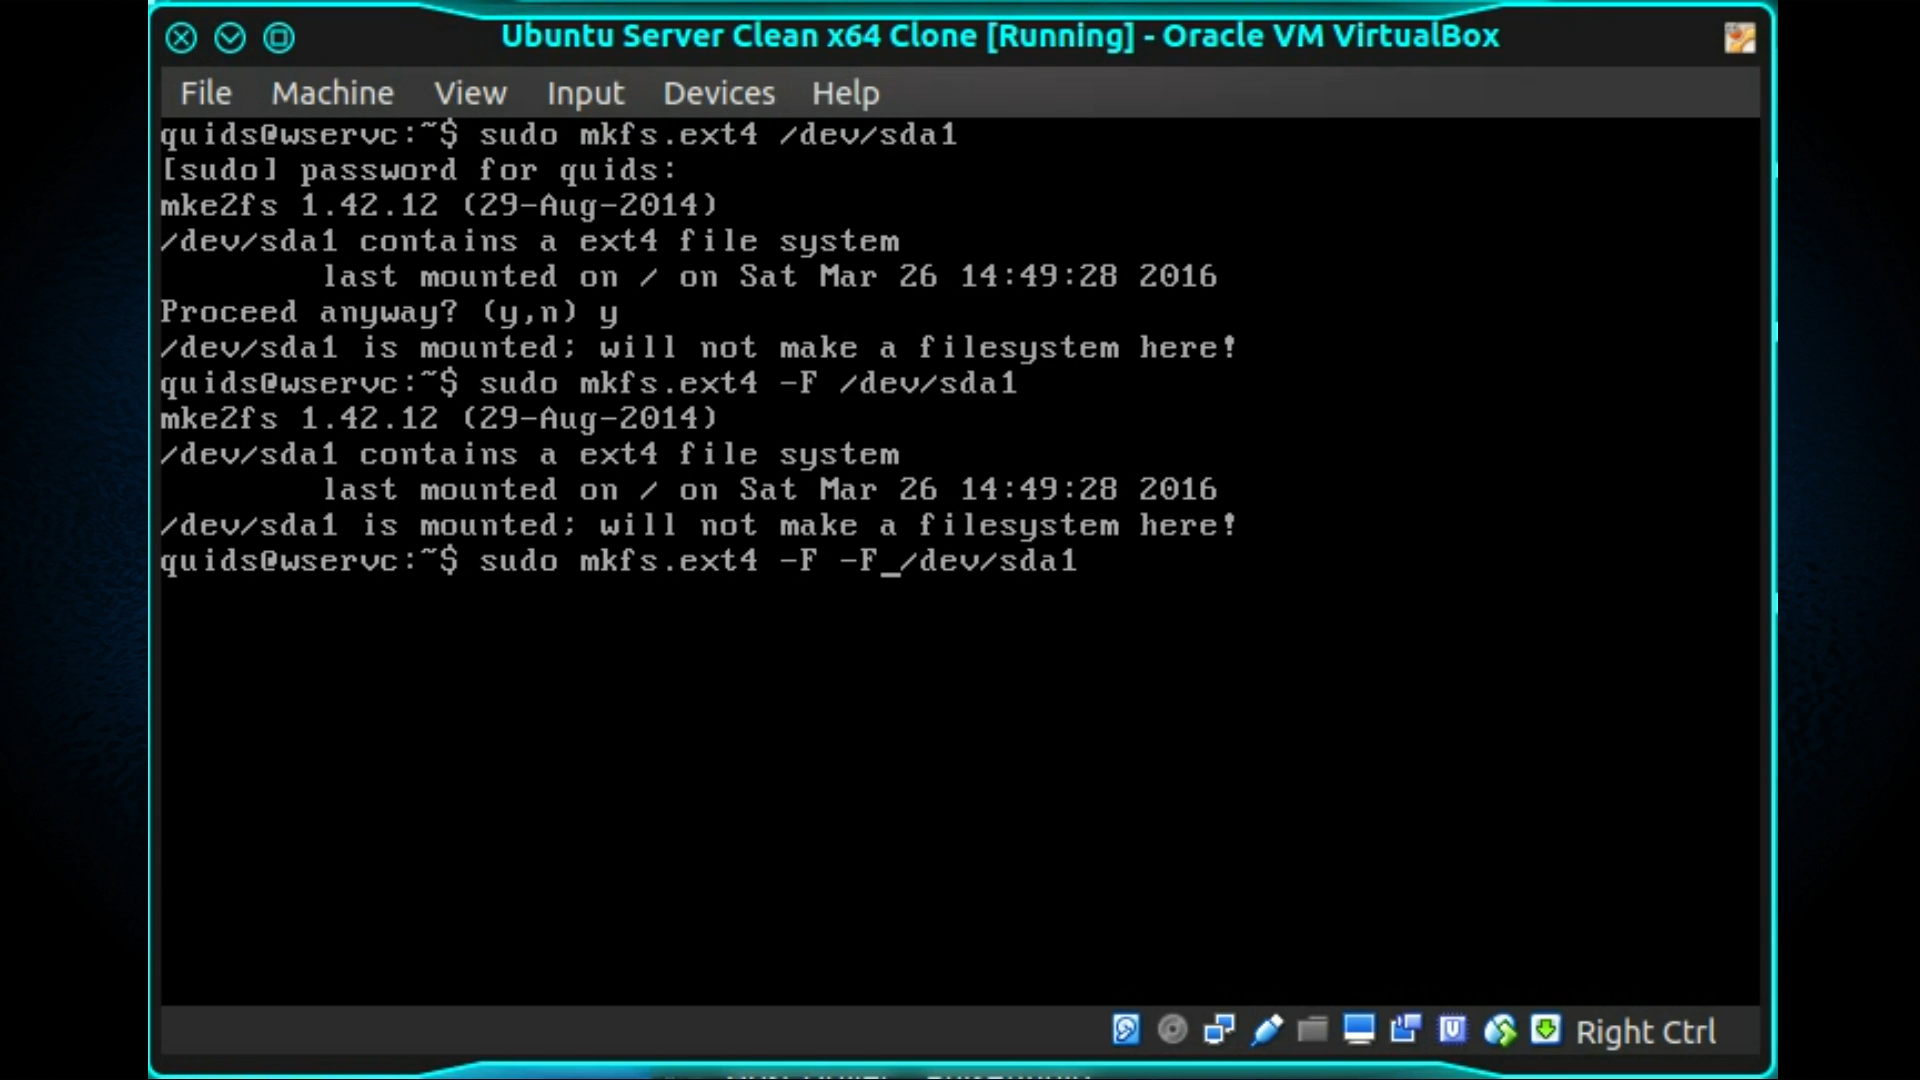 Ubuntu Server Clean x64 Clone [Running] - Oracle VM VirtualBox
File Machine View Input Devices Help
quids@wservc:~$ sudo mkfs.ext4 /dev/sda1
[sudo] password for quids:
mke2fs 1.42.12 (29-Aug-2014)
/dev/sda1 contains a ext4 file system
last mounted on / on Sat Mar 26 14:49:28 2016
Proceed anyway? (y,n) y
/dev/sda1 is mounted; will not make a filesystem here!
quids@wservc:~$ sudo mkfs.ext4 -F /dev/sda1
mke2fs 1.42.12 (29-Aug-2014)
/dev/sda1 contains a ext4 file system
last mounted on / on Sat Mar 26 14:49:28 2016
/dev/sda1 is mounted; will not make a filesystem here!
quids@wservc:~$ sudo mkfs.ext4 -F -F /dev/sda1
Right Ctrl